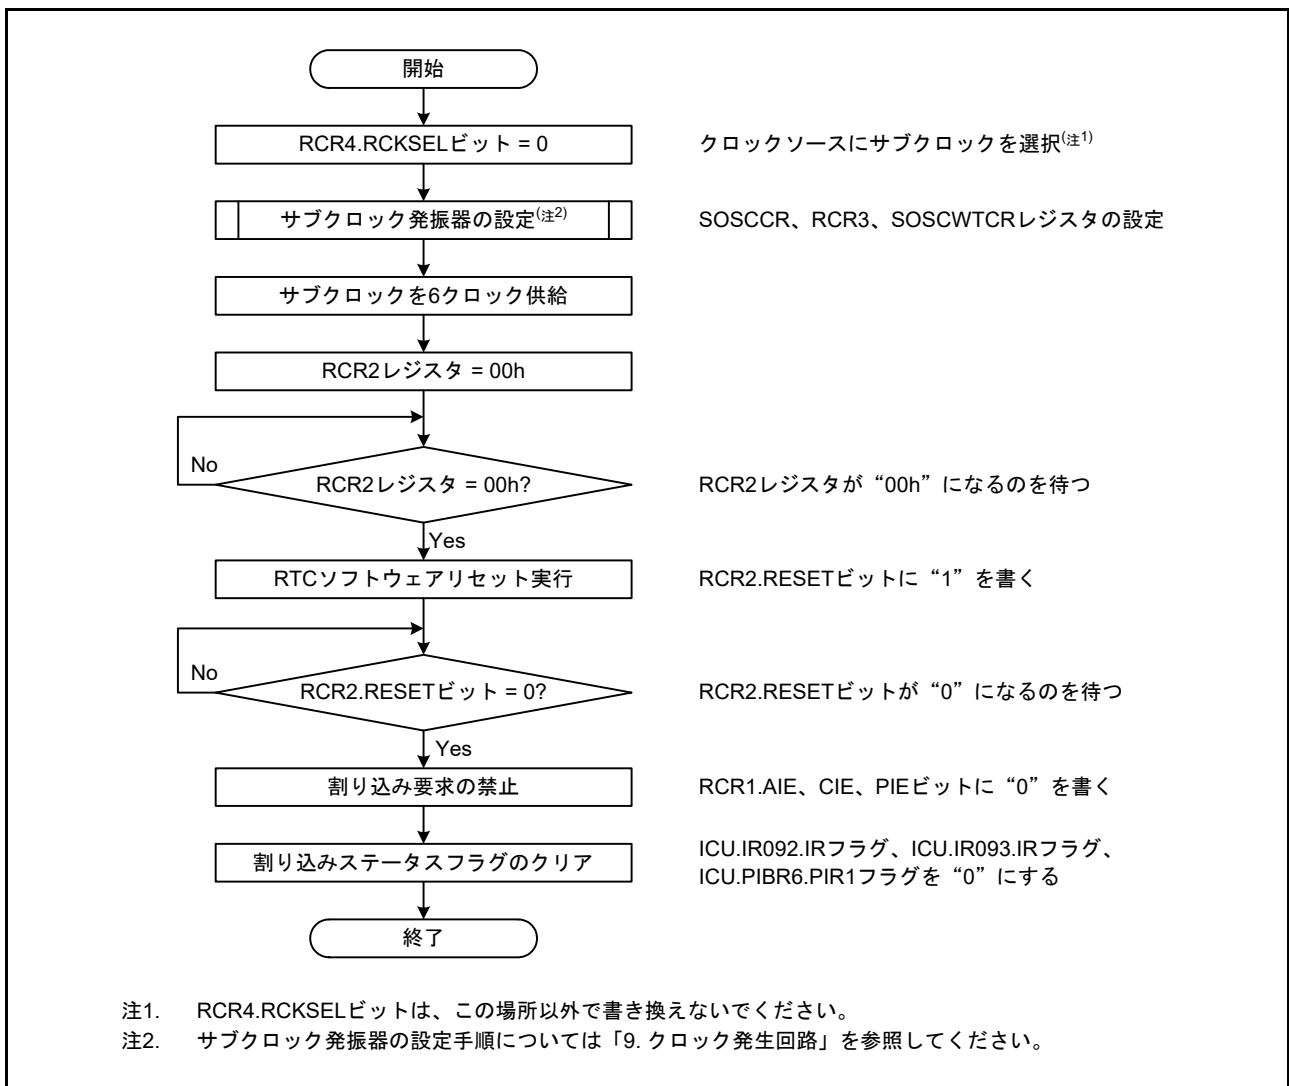 開始
RCR4.RCKSELビット = 0
クロックソースにサブクロックを選択(注1)
サブクロック発振器の設定(注2)
SOSCCR、RCR3、SOSCWTCRレジスタの設定
サブクロックを6クロック供給
RCR2レジスタ = 00h
No
RCR2レジスタ = 00h?
RCR2レジスタが“00h”になるのを待つ
Yes
RTCソフトウェアリセット実行
RCR2.RESETビットに“1”を書く
No
RCR2.RESETビット = 0?
RCR2.RESETビットが“0”になるのを待つ
Yes
割り込み要求の禁止
RCR1.AIE、CIE、PIEビットに“0”を書く
割り込みステータスフラグのクリア
ICU.IR092.IRフラグ、ICU.IR093.IRフラグ、
ICU.PIBR6.PIR1フラグを“0”にする
終了
注1. RCR4.RCKSELビットは、この場所以外で書き換えないでください。
注2. サブクロック発振器の設定手順については「9. クロック発生回路」を参照してください。